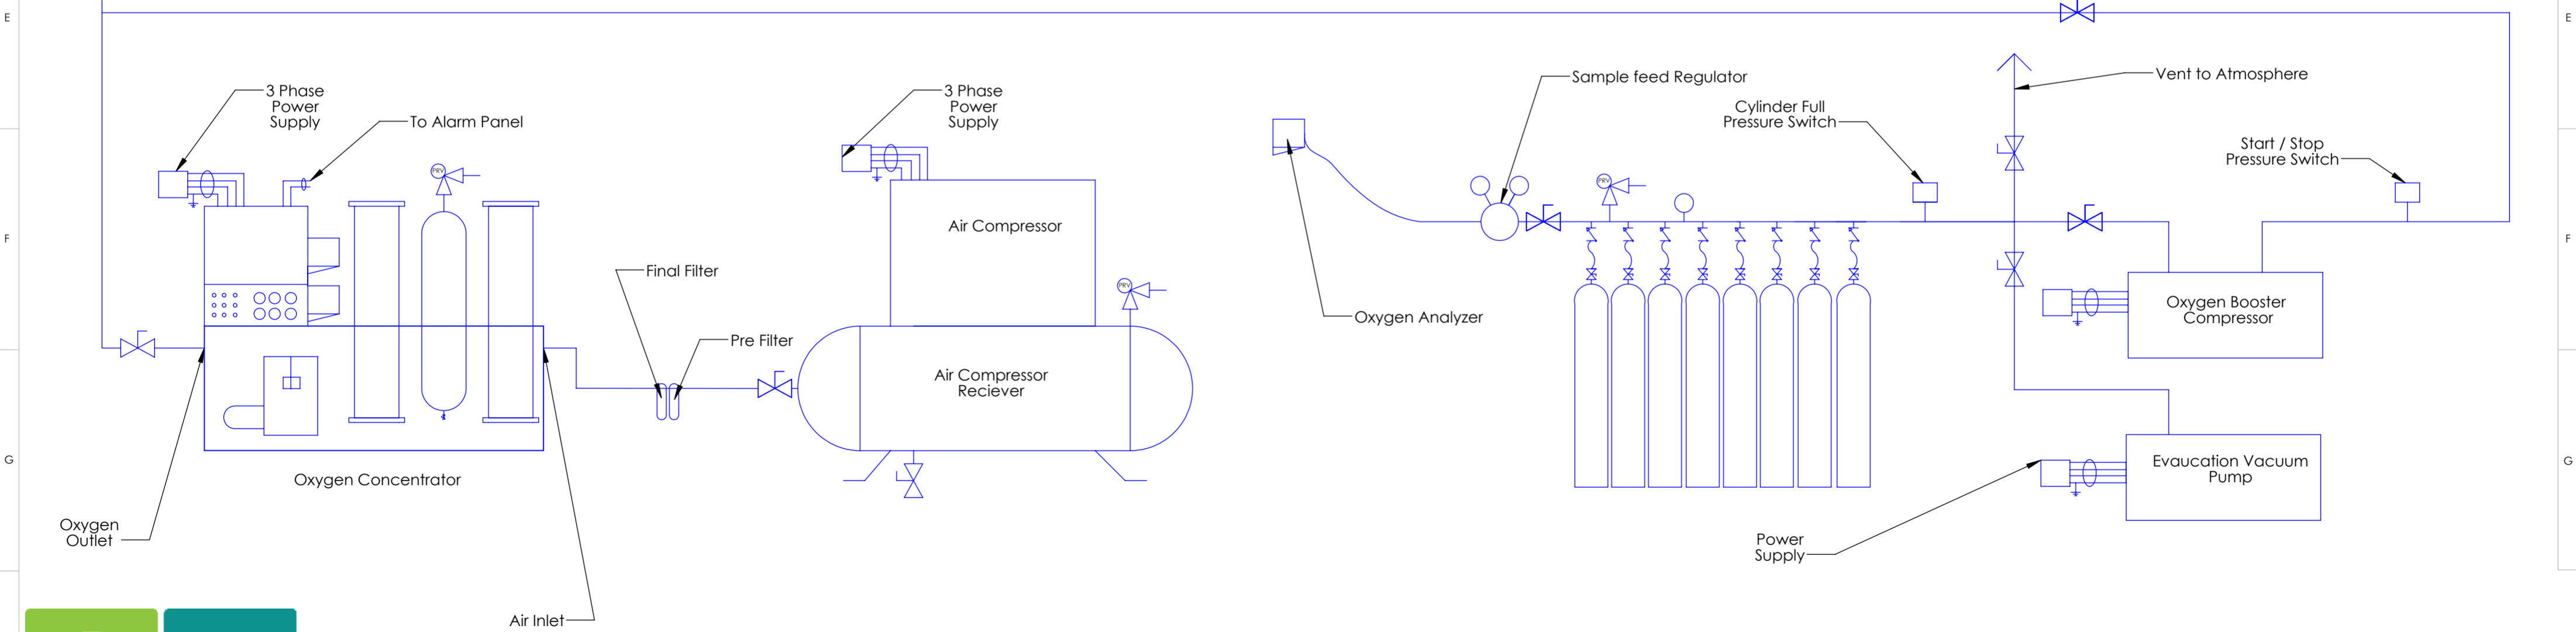 E
E
3 Phase
Power
Supply
To Alarm Panel
PRV
3 Phase
Power
Supply
Air Compressor
Final Filter
Pre Filter
PRV
Air Compressor
Reciever
Oxygen Concentrator
Oxygen
Outlet
Air Inlet
Sample feed Regulator
PRV
Oxygen Analyzer
Cylinder Full
Pressure Switch
Vent to Atmosphere
Start / Stop
Pressure Switch
Oxygen Booster
Compressor
Evaucation Vacuum
Pump
Power
Supply
F
F
G
G